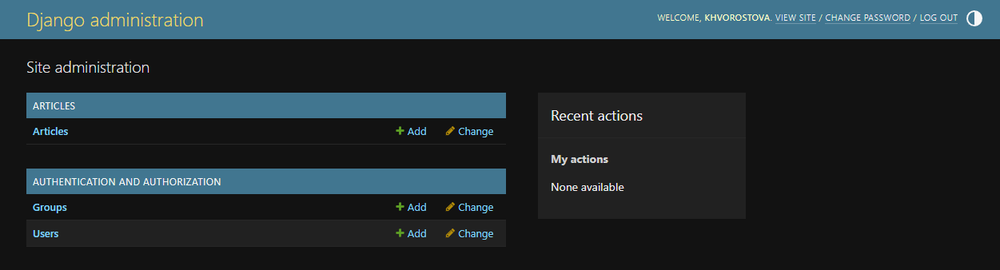 Django administration
WELCOME, KHVOROSTOVA. VIEW SITE / CHANGE PASSWORD / LOG OUT
Site administration
ARTICLES
Articles Add Change
AUTHENTICATION AND AUTHORIZATION
Groups Add Change
Users Add Change
Recent actions
My actions
None available